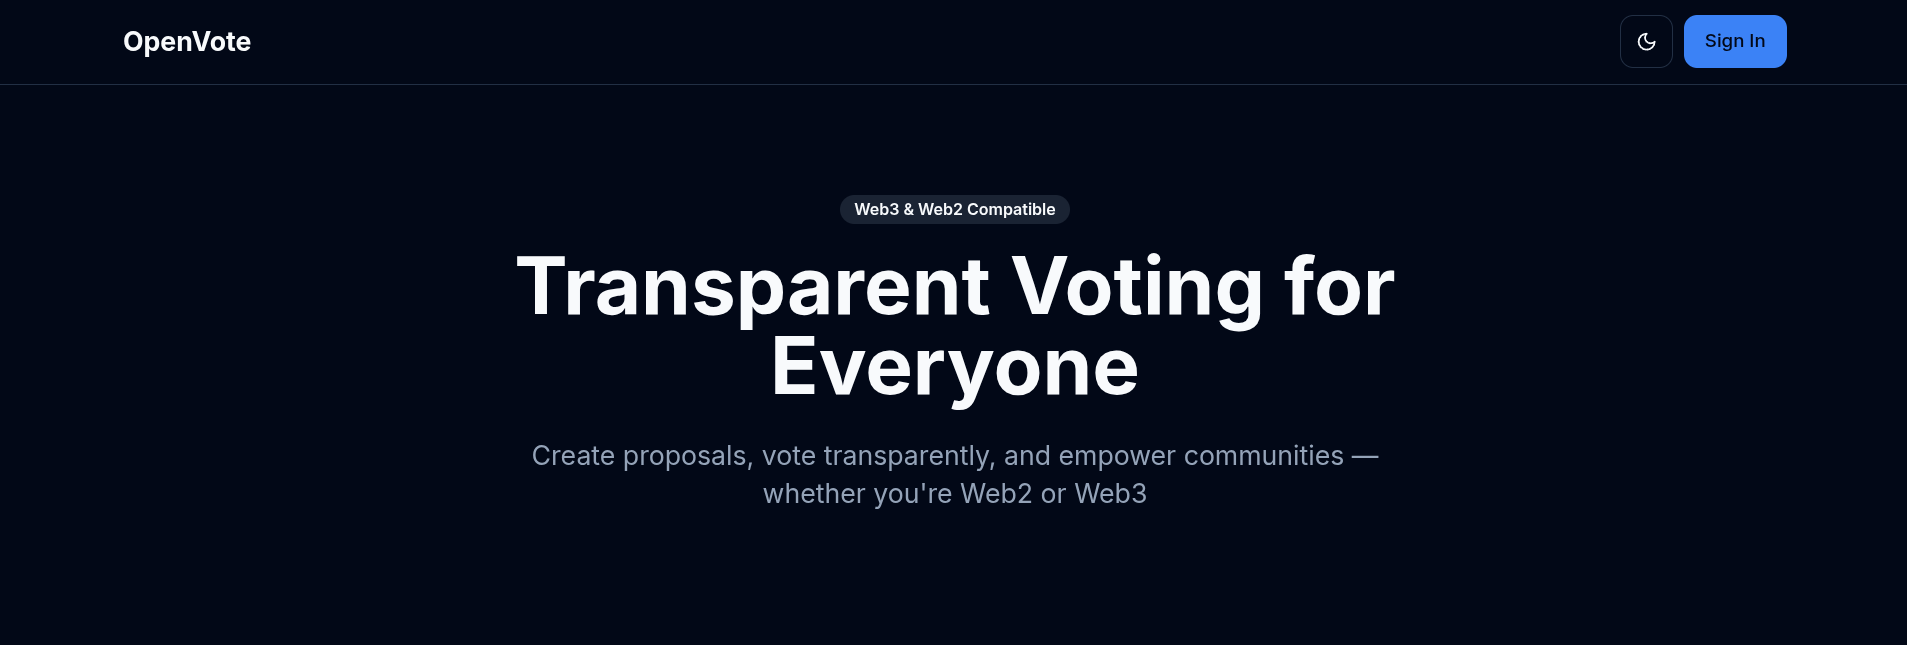 OpenVote
Sign In
Web3 & Web2 Compatible
Transparent Voting for
Everyone
Create proposals, vote transparently, and empower communities —
whether you're Web2 or Web3